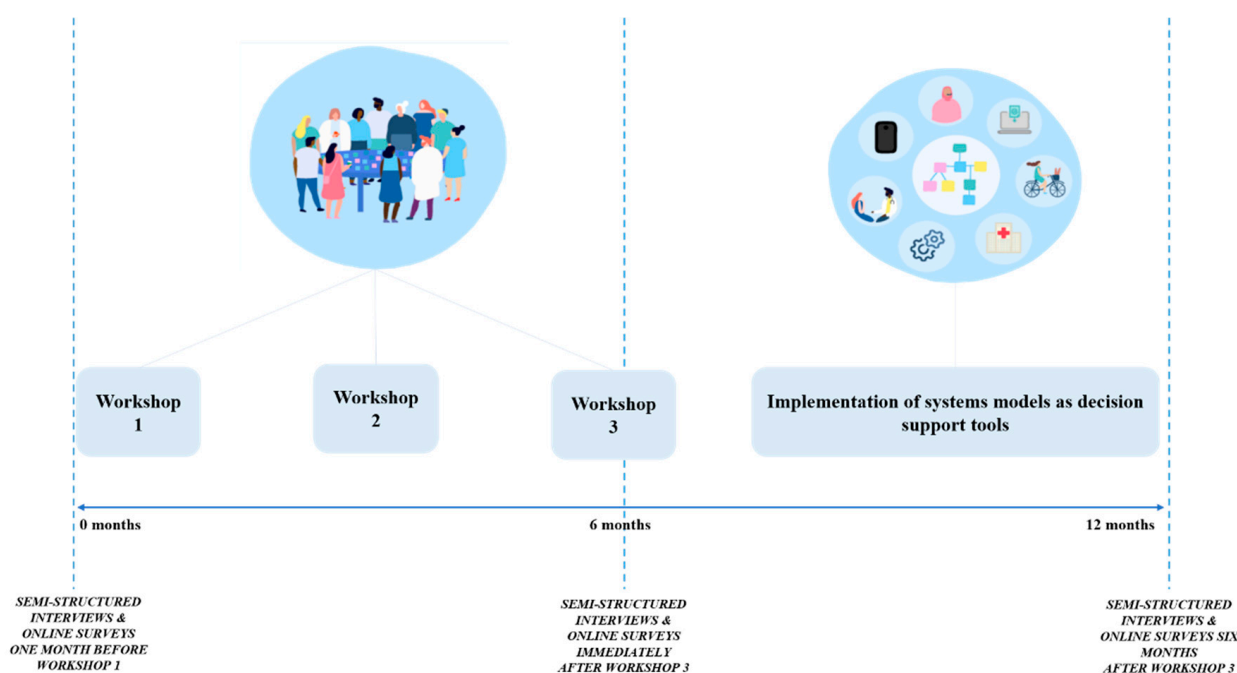 Workshop
1
Workshop
2
Workshop
3
Implementation of systems models as decision
support tools
0 months
6 months
12 months
SEMI-STRUCTURED
INTERVIEWS &
ONLINE SURVEYS
ONE MONTH BEFORE
WORKSHOP 1
SEMI-STRUCTURED
INTERVIEWS &
ONLINE SURVEYS
IMMEDIATELY
AFTER WORKSHOP 3
SEMI-STRUCTURED
INTERVIEWS &
ONLINE SURVEYS SIX
MONTHS
AFTER WORKSHOP 3